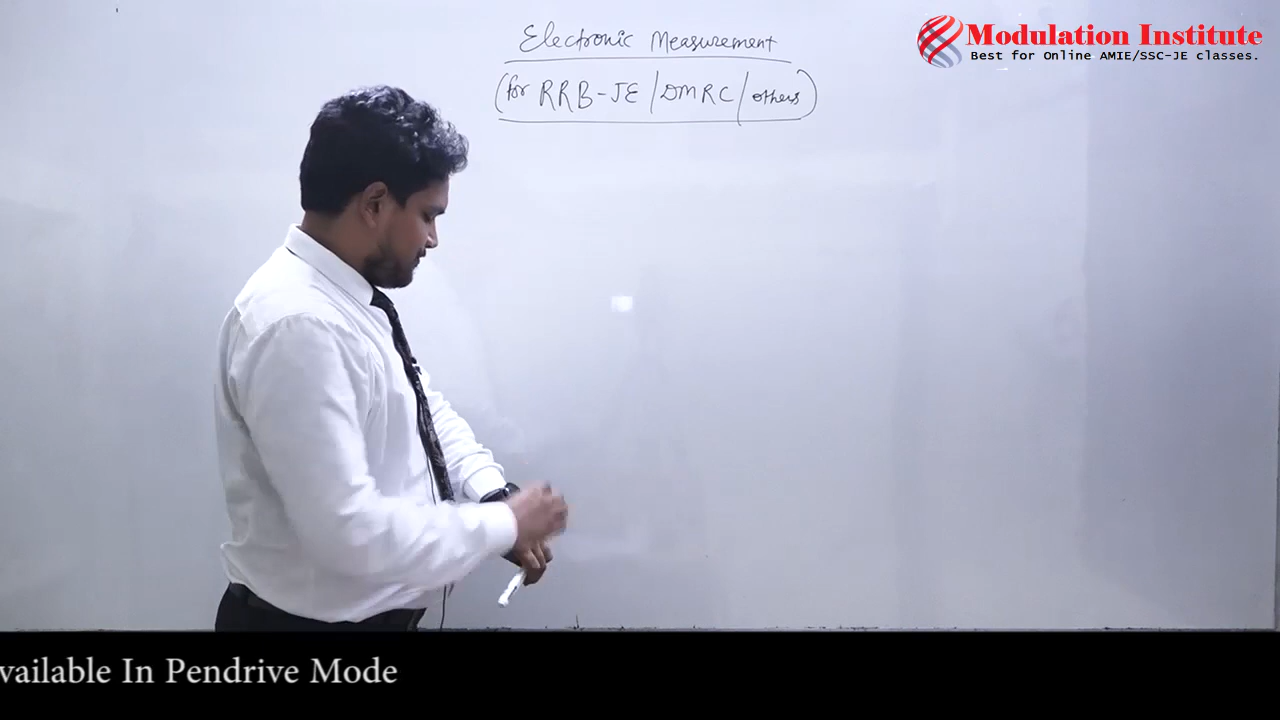 Electronic Measurement
(for RRB-JE/DMRC/others)
Modulation Institute
Best for Online AMIE/SSC-JE classes.
vailable In Pendrive Mode